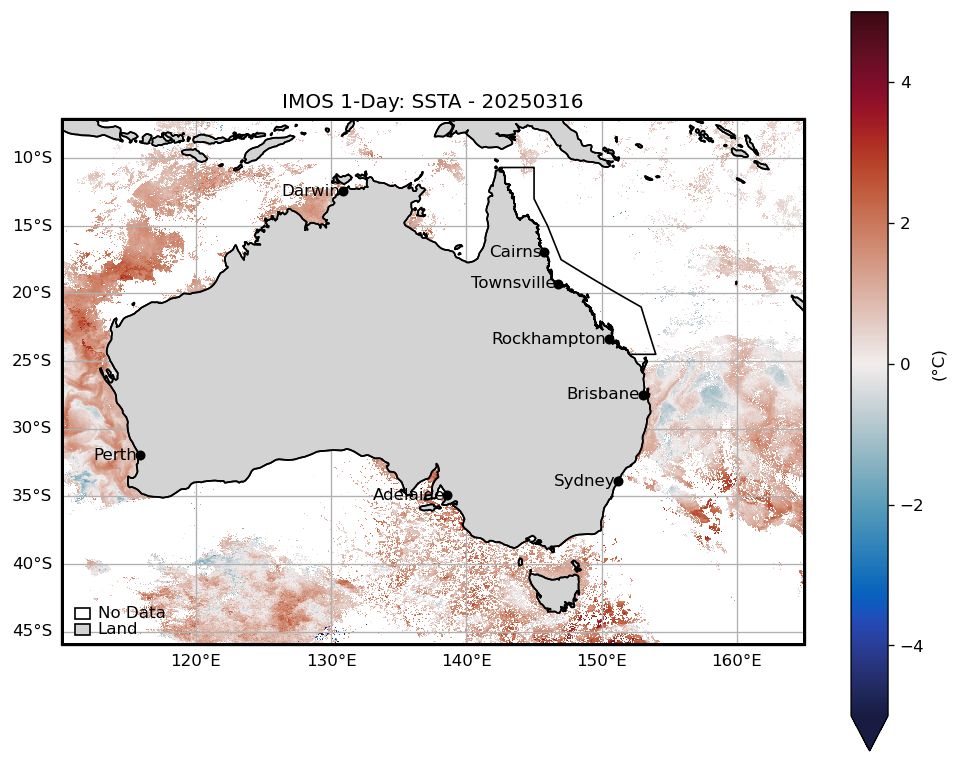 IMOS 1-Day: SSTA - 20250316
10°S
15°S
20°S
25°S
30°S
35°S
40°S
45°S
Darwin
Cairns
Townsville
Rockhampton
Brisbane
Perth
Sydney
Adelaide
No Data
Land
120°E 130°E 140°E 150°E 160°E
4
2
0
−2
−4
(°C)